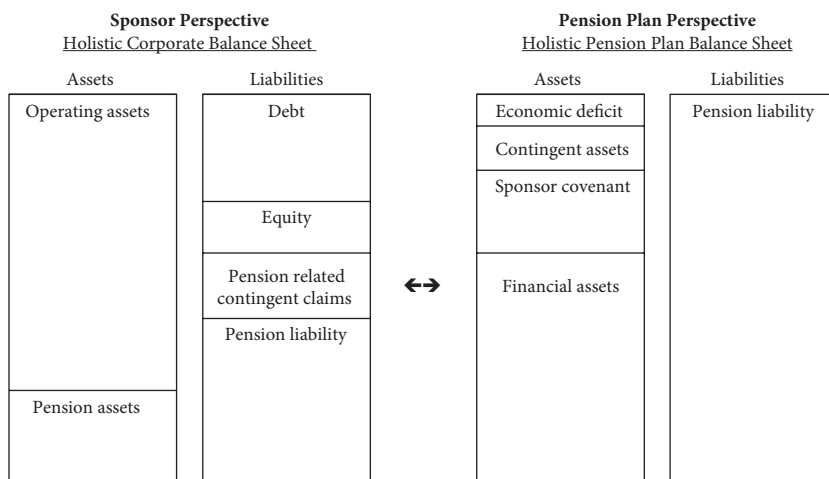 Sponsor Perspective
Holistic Corporate Balance Sheet
Assets
Liabilities
Operating assets
Pension assets
Debt
Equity
Pension related
contingent claims
Pension liability
Pension Plan Perspective
Holistic Pension Plan Balance Sheet
Assets
Liabilities
Economic deficit
Contingent assets
Sponsor covenant
Financial assets
Pension liability